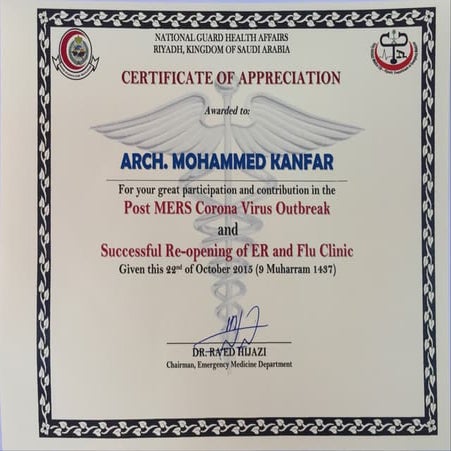 NATIONAL GUARD HEALTH AFFAIRS
RIYADH, KINGDOM OF SAUDI ARABIA
CERTIFICATE OF APPRECIATION
Awarded to:
ARCH. MOHAMMED KANFAR
For your great participation and contribution in the
Post MERS Corona Virus Outbreak
and
Successful Re-opening of ER and Flu Clinic
Given this 22nd of October 2015 (9 Muharram 1437)
DR. RA'ED HIJAZI
Chairman, Emergency Medicine Department